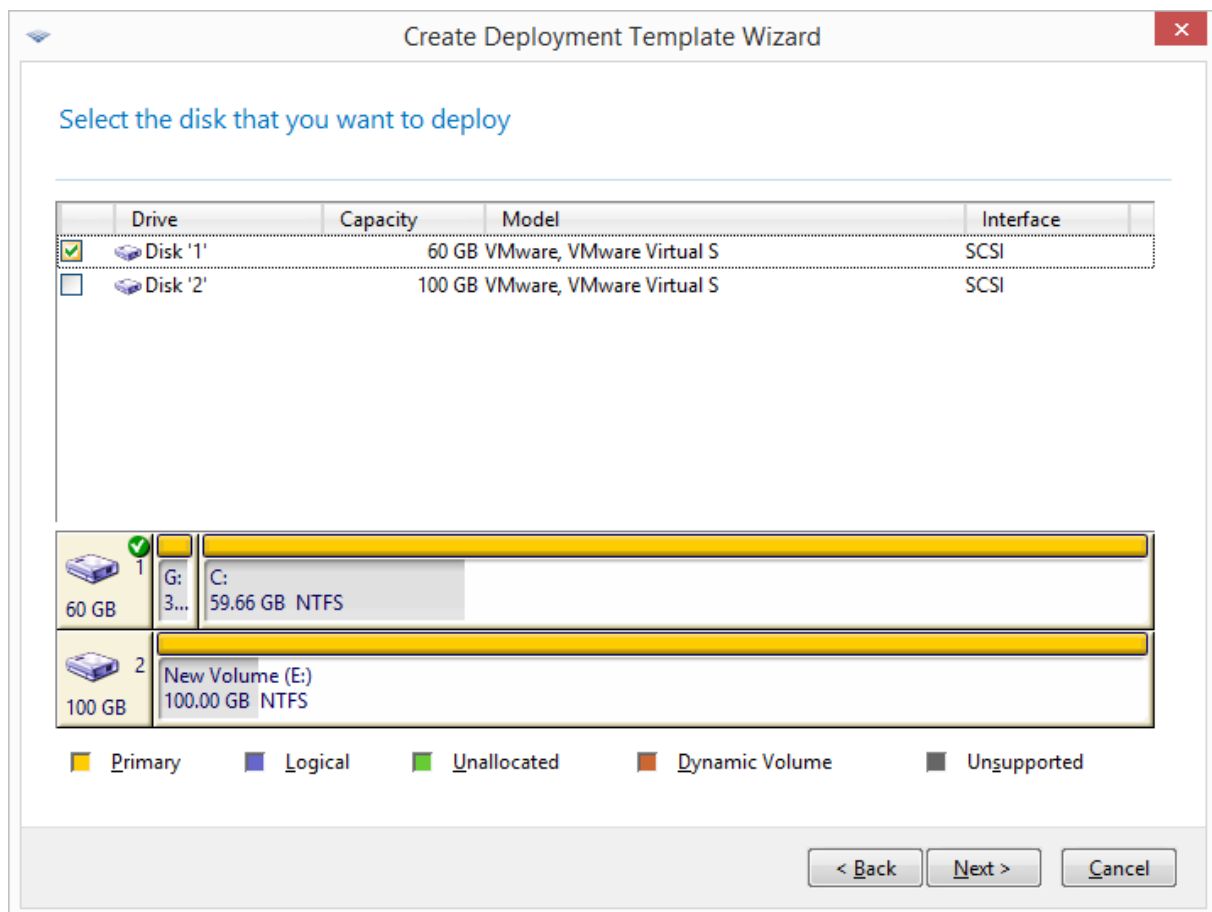 Create Deployment Template Wizard
Select the disk that you want to deploy
Drive Capacity Model Interface
Disk '1' 60 GB VMware, VMware Virtual S SCSI
Disk '2' 100 GB VMware, VMware Virtual S SCSI
1
60 GB
G:
3...
C:
59.66 GB NTFS
2
100 GB
New Volume (E:)
100.00 GB NTFS
Primary Logical Unallocated Dynamic Volume Unsupported
< Back Next > Cancel